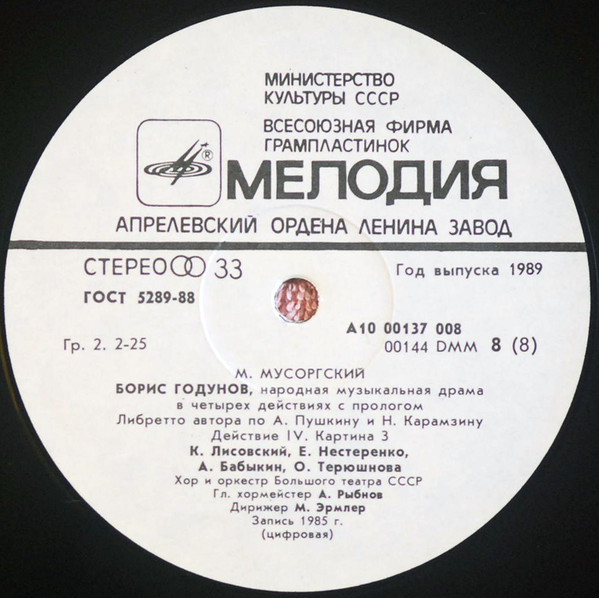 МИНИСТЕРСТВО
КУЛЬТУРЫ СССР
ВСЕСОЮЗНАЯ ФИРМА
ГРАМПЛАСТИНОК
®
МЕЛОДИЯ
АПРЕЛЕВСКИЙ ОРДЕНА ЛЕНИНА ЗАВОД
СТЕРЕО 33
Год выпуска 1989
ГОСТ 5289-88
А10 00137 008
Гр. 2. 2-25
00144 DMM 8 (8)
М. МУСОРГСКИЙ
БОРИС ГОДУНОВ, народная музыкальная драма
в четырех действиях с прологом
Либретто автора по А. Пушкину и Н. Карамзину
Действие IV. Картина 3
К. Лисовский, Е. Нестеренко,
А. Бабыкин, О. Терюшнова
Хор и оркестр Большого театра СССР
Гл. хормейстер А. Рыбнов
Дирижер М. Эрмлер
Запись 1985 г.
(цифровая)